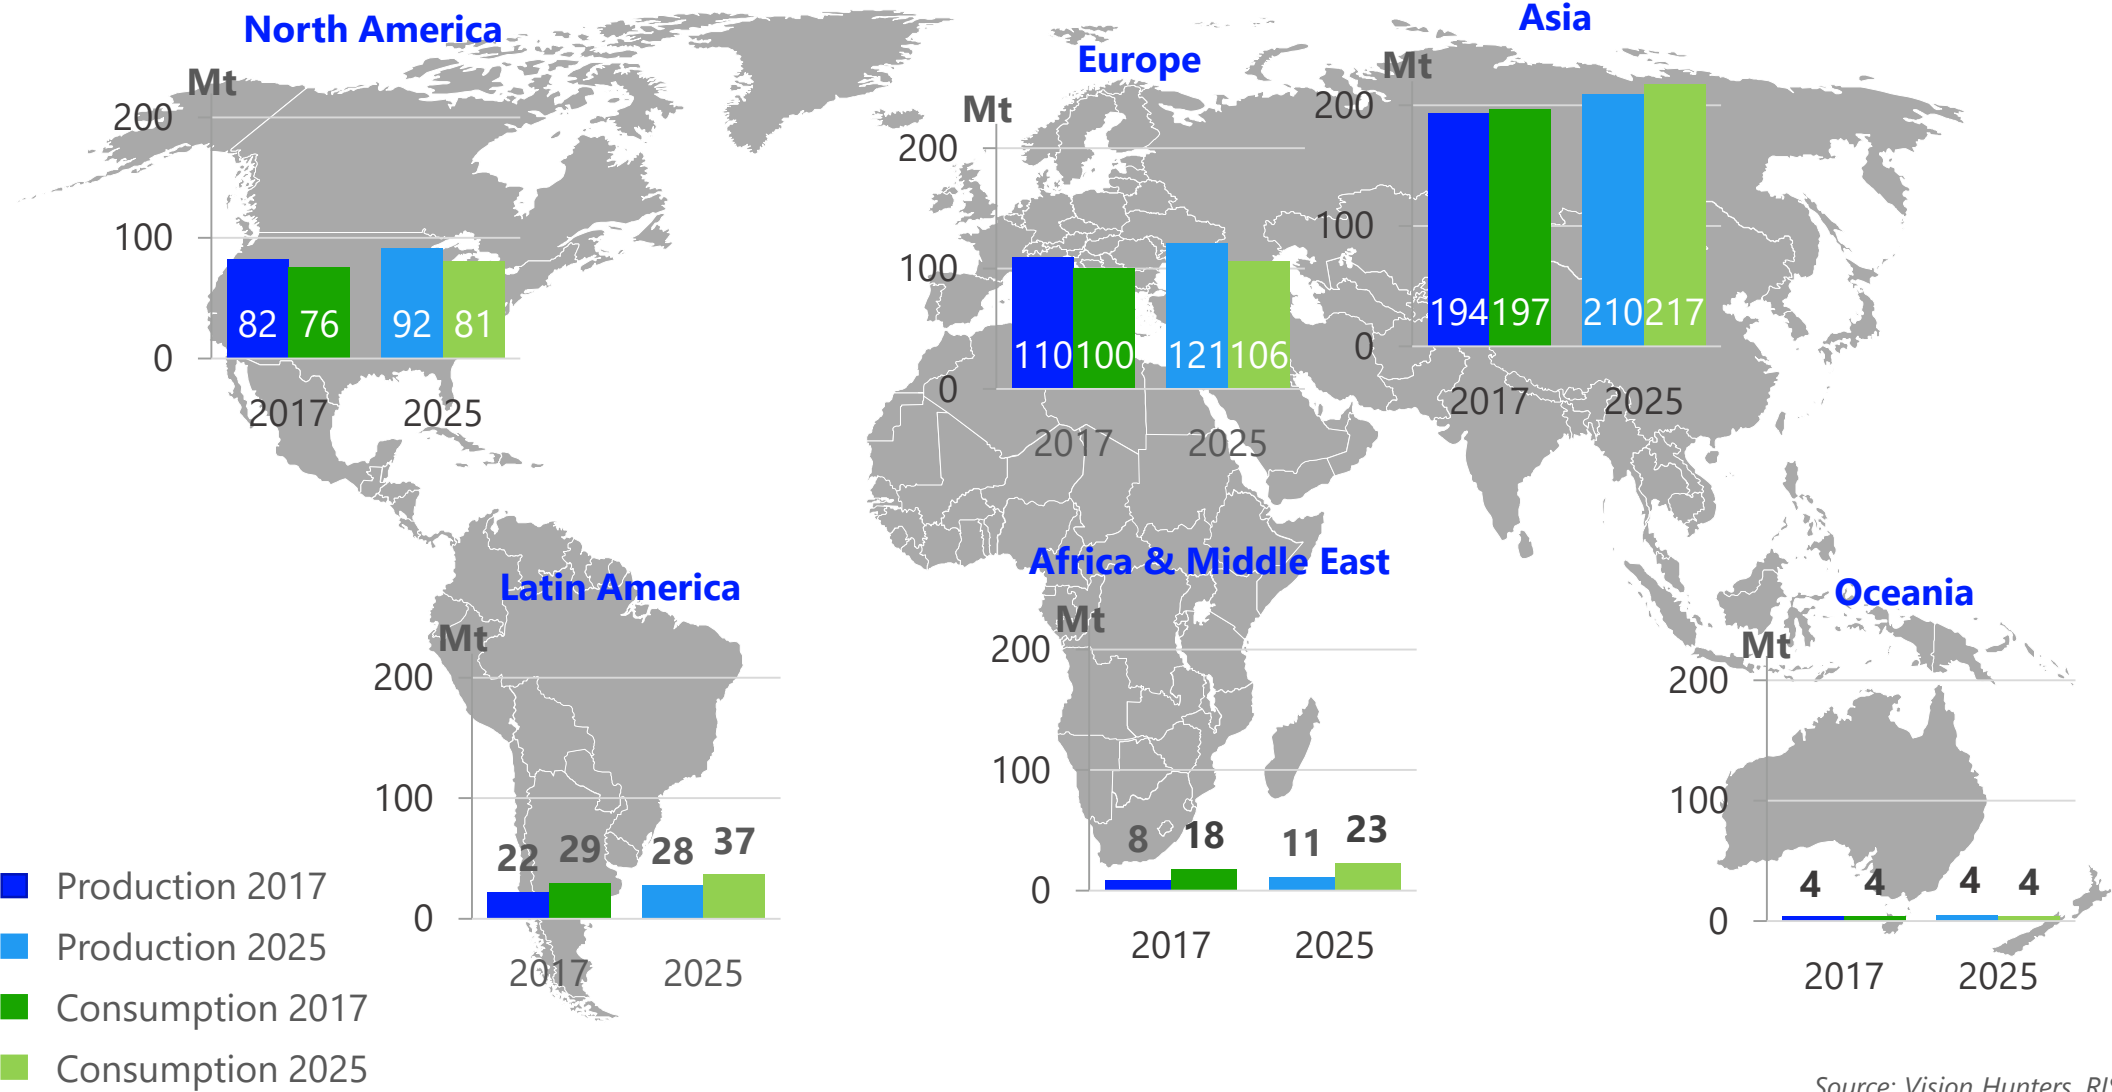 North America
Mt
200
100
0
82 76 92 81
2017 2025
Europe
Mt
200
100
0
110 100 121 106
2017 2025
Asia
Mt
200
100
0
194 197 210 217
2017 2025
Latin America
Mt
200
100
0
22 29 28 37
2017 2025
Africa & Middle East
Mt
200
100
0
8 18 11 23
2017 2025
Oceania
Mt
200
100
0
4 4 4 4
2017 2025
Production 2017
Production 2025
Consumption 2017
Consumption 2025
Source: Vision Hunters,